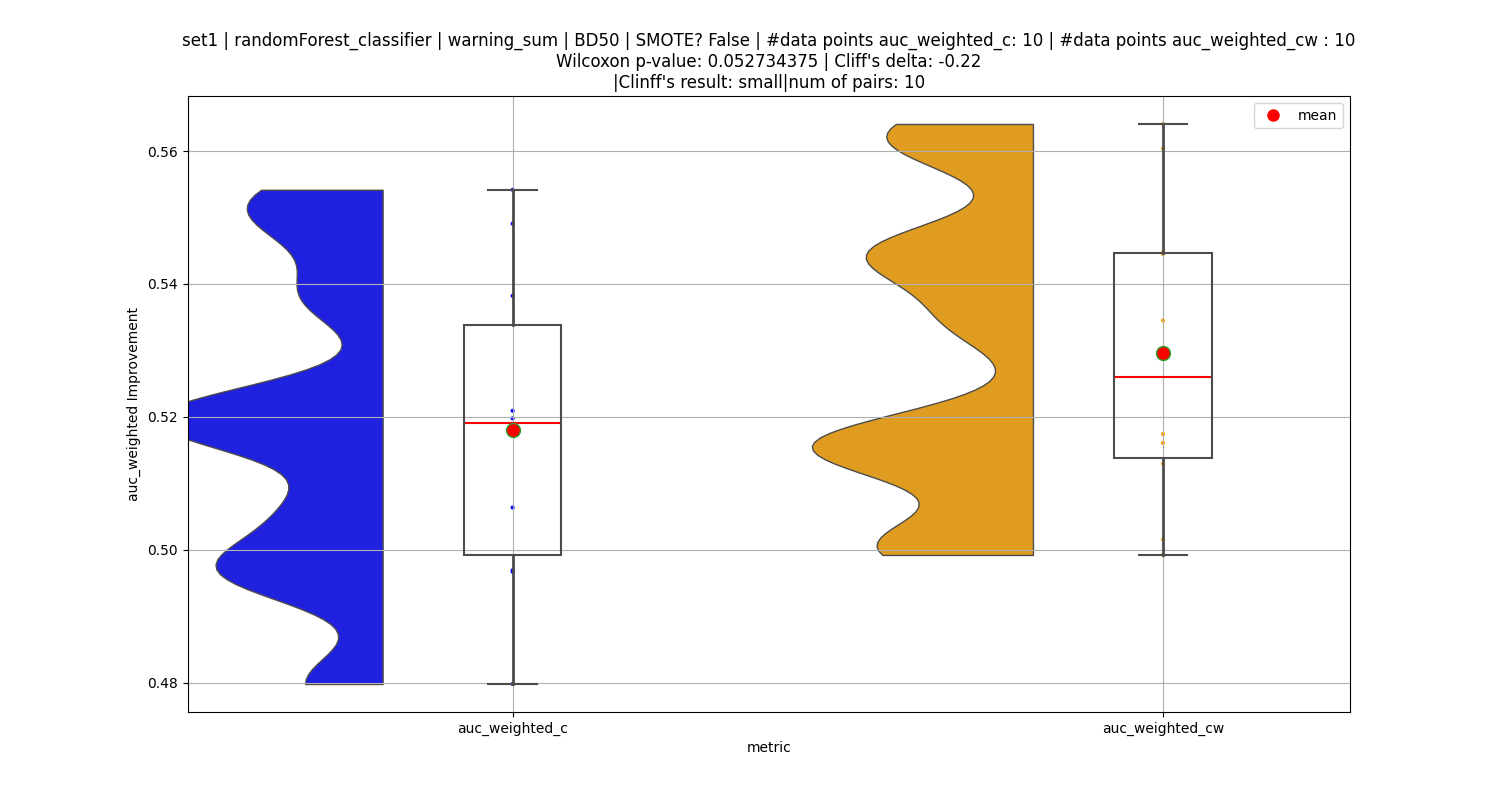 set1 | randomForest_classifier | warning_sum | BD50 | SMOTE? False | #data points auc_weighted_c: 10 | #data points auc_weighted_cw : 10
Wilcoxon p-value: 0.052734375 | Cliff's delta: -0.22
|Clinff's result: small|num of pairs: 10
mean
0.56
0.54
0.52
0.50
0.48
auc_weighted Improvement
auc_weighted_c
auc_weighted_cw
metric